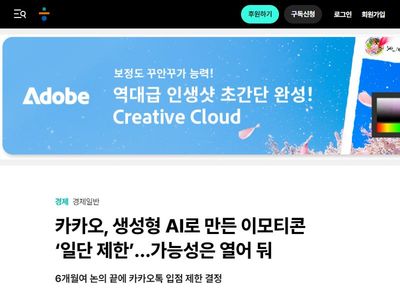 후원하기 구독신청 로그인 회원가입
보정도 꾸안꾸가 능력!
Adobe 역대급 인생샷 초간단 완성!
Creative Cloud
경제 경제일반
카카오, 생성형 AI로 만든 이모티콘
‘일단 제한’…가능성은 열어 둬
6개월여 논의 끝에 카카오톡 입점 제한 결정